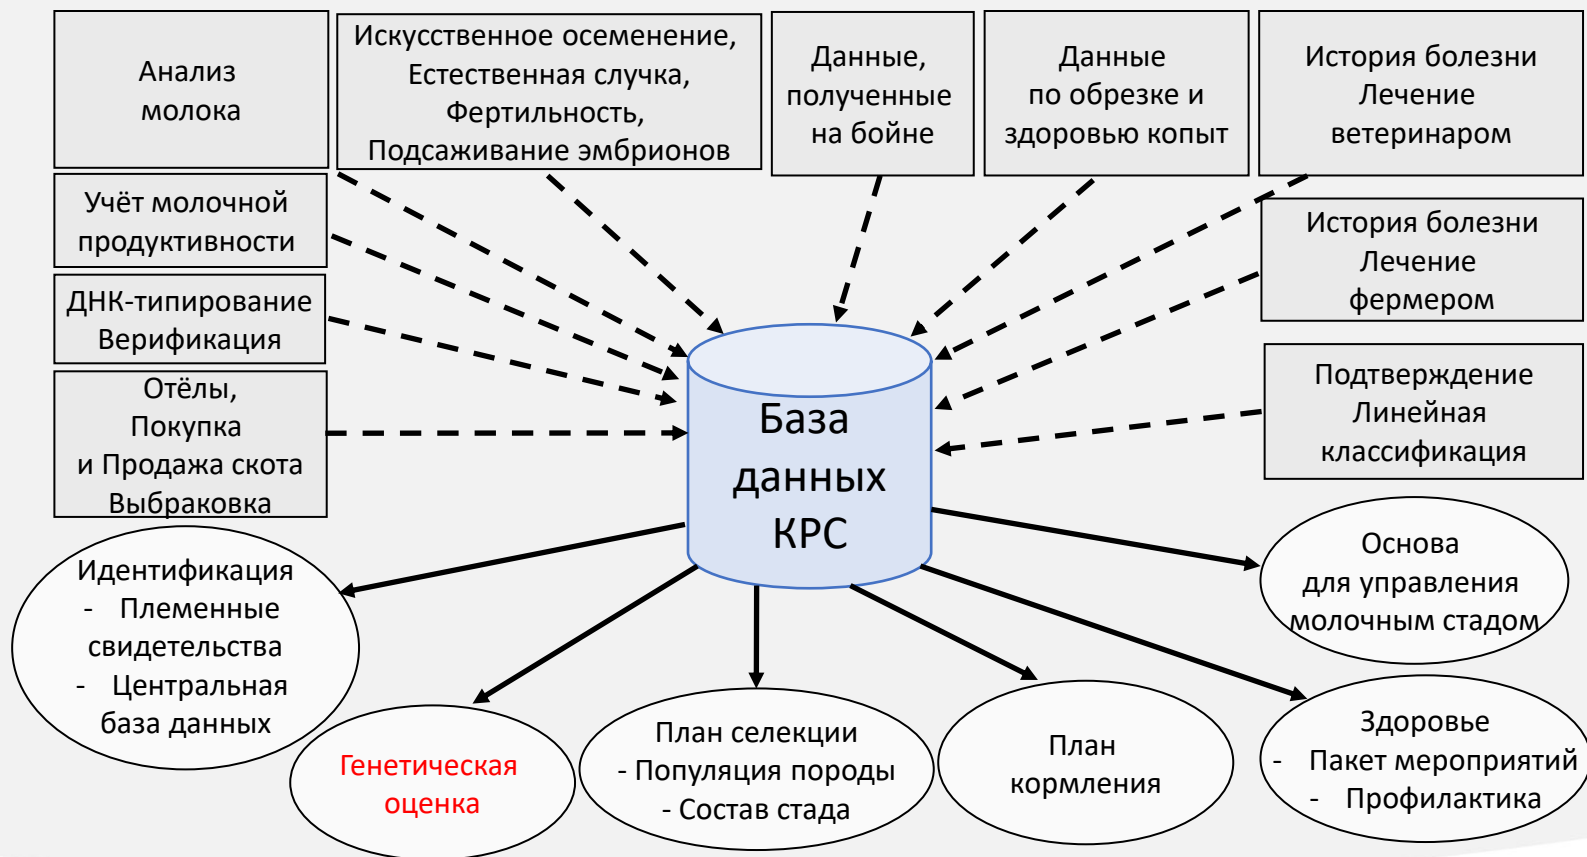 Анализ
молока
Искусственное осеменение,
Естественная случка,
Фертильность,
Подсаживание эмбрионов
Данные,
полученные
на бойне
Данные
по обрезке и
здоровью копыт
История болезни
Лечение
ветеринаром
Учёт молочной
продуктивности
История болезни
Лечение
фермером
ДНК-типирование
Верификация
Отёлы,
Покупка
и Продажа скота
Выбраковка
Подтверждение
Линейная
классификация
База
данных
КРС
Идентификация
- Племенные
свидетельства
- Центральная
база данных
Генетическая
оценка
План селекции
- Популяция породы
- Состав стада
План
кормления
Здоровье
- Пакет мероприятий
- Профилактика
Основа
для управления
молочным стадом